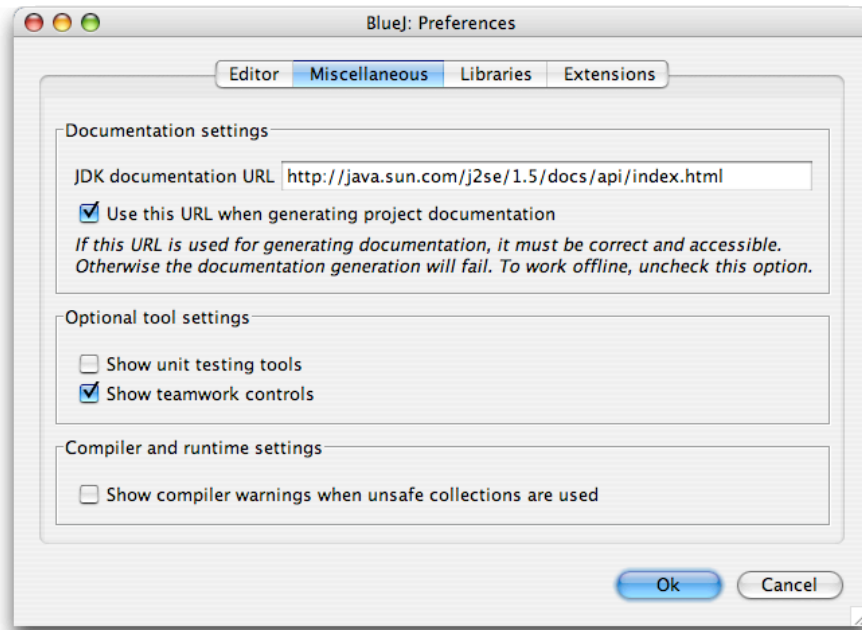 BlueJ: Preferences
Editor Miscellaneous Libraries Extensions
Documentation settings
JDK documentation URL http://java.sun.com/j2se/1.5/docs/api/index.html
Use this URL when generating project documentation
If this URL is used for generating documentation, it must be correct and accessible.
Otherwise the documentation generation will fail. To work offline, uncheck this option.
Optional tool settings
Show unit testing tools
Show teamwork controls
Compiler and runtime settings
Show compiler warnings when unsafe collections are used
Ok Cancel